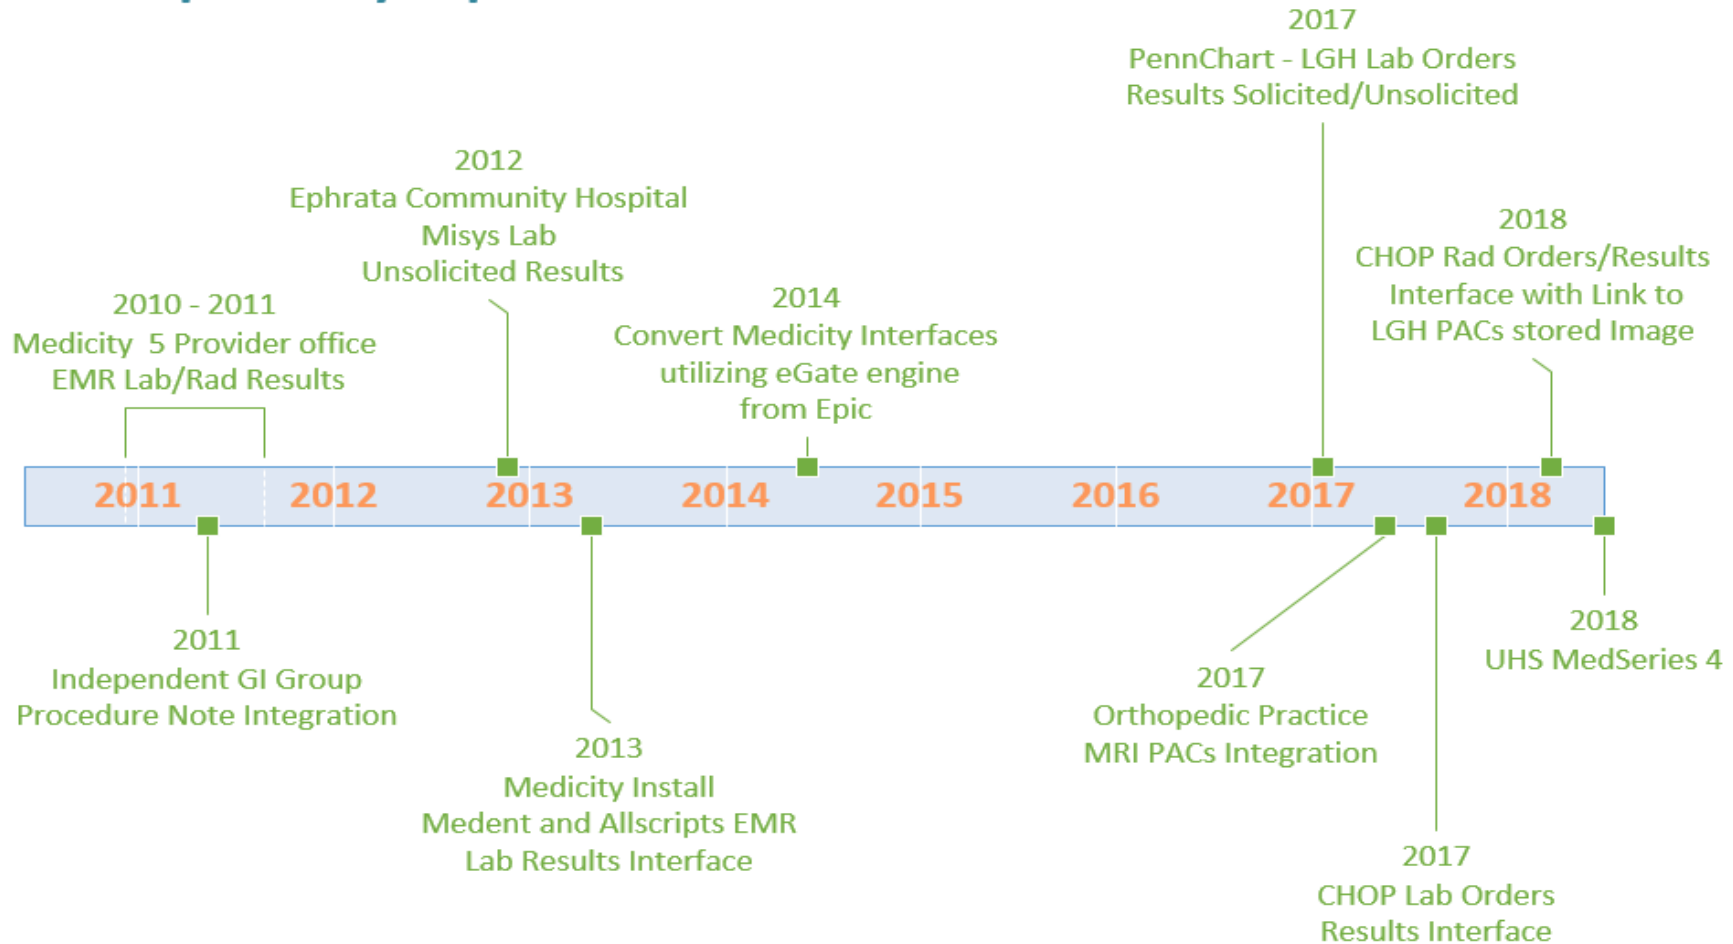 2017
PennChart - LGH Lab Orders
Results Solicited/Unsolicited
2012
Ephrata Community Hospital
Misys Lab
Unsolicited Results
2018
CHOP Rad Orders/Results
Interface with Link to
LGH PACs stored Image
2010 - 2011
Medicity 5 Provider office
EMR Lab/Rad Results
2014
Convert Medicity Interfaces
utilizing eGate engine
from Epic
2011 2012 2013 2014 2015 2016 2017 2018
2011
Independent GI Group
Procedure Note Integration
2013
Medicity Install
Medent and Allscripts EMR
Lab Results Interface
2017
Orthopedic Practice
MRI PACs Integration
2017
CHOP Lab Orders
Results Interface
2018
UHS MedSeries 4